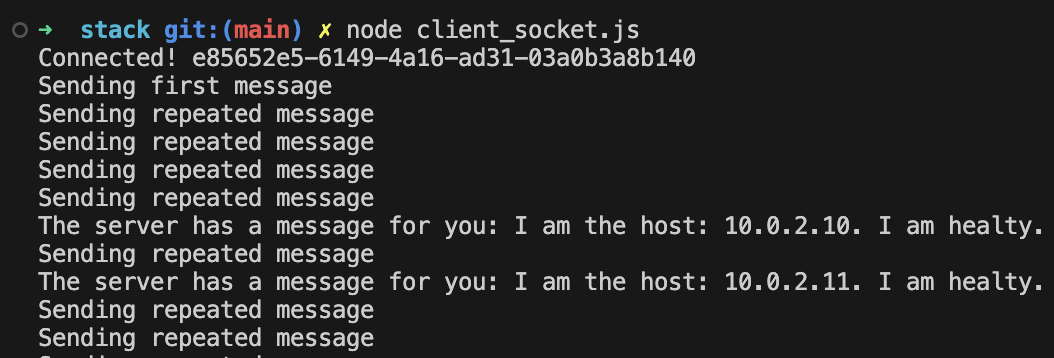 ○ ➜ stack git:(main) ✗ node client_socket.js
Connected! e85652e5-6149-4a16-ad31-03a0b3a8b140
Sending first message
Sending repeated message
Sending repeated message
Sending repeated message
Sending repeated message
The server has a message for you: I am the host: 10.0.2.10. I am healty.
Sending repeated message
The server has a message for you: I am the host: 10.0.2.11. I am healty.
Sending repeated message
Sending repeated message